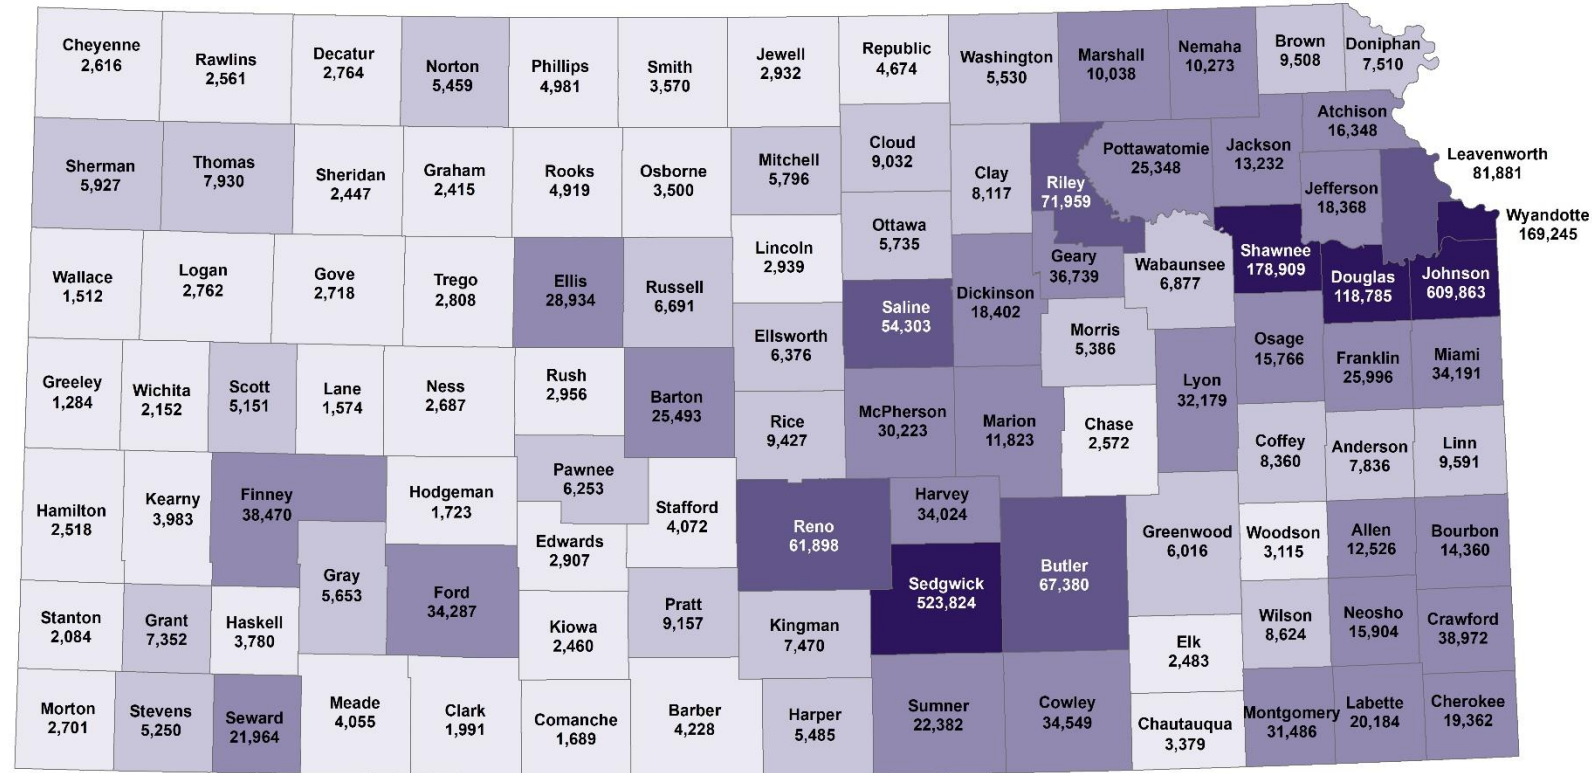 Cheyenne
2,616
Rawlins
2,561
Decatur
2,764
Norton
5,459
Phillips
4,981
Smith
3,570
Jewell
2,932
Republic
4,674
Washington
5,530
Marshall
10,038
Nemaha
10,273
Brown
9,508
Doniphan
7,510
Sherman
5,927
Thomas
7,930
Sheridan
2,447
Graham
2,415
Rooks
4,919
Osborne
3,500
Mitchell
5,796
Cloud
9,032
Clay
8,117
Riley
71,959
Pottawatomie
25,348
Jackson
13,232
Atchison
16,348
Jefferson
18,368
Leavenworth
81,881
Wyandotte
169,245
Wallace
1,512
Logan
2,762
Gove
2,718
Trego
2,808
Ellis
28,934
Russell
6,691
Lincoln
2,939
Ottawa
5,735
Saline
54,303
Dickinson
18,402
Geary
36,739
Wabaunsee
6,877
Shawnee
178,909
Douglas
118,785
Johnson
609,863
Greeley
1,284
Wichita
2,152
Scott
5,151
Lane
1,574
Ness
2,687
Rush
2,956
Barton
25,493
Ellsworth
6,376
Rice
9,427
McPherson
30,223
Marion
11,823
Morris
5,386
Chase
2,572
Lyon
32,179
Osage
15,766
Franklin
25,996
Miami
34,191
Coffey
8,360
Anderson
7,836
Linn
9,591
Hamilton
2,518
Kearny
3,983
Finney
38,470
Hodgeman
1,723
Pawnee
6,253
Stafford
4,072
Edwards
2,907
Gray
5,653
Ford
34,287
Reno
61,898
Harvey
34,024
Sedgwick
523,824
Butler
67,380
Greenwood
6,016
Woodson
3,115
Allen
12,526
Bourbon
14,360
Stanton
2,084
Grant
7,352
Haskell
3,780
Kiowa
2,460
Pratt
9,157
Kingman
7,470
Elk
2,483
Wilson
8,624
Neosho
15,904
Crawford
38,972
Morton
2,701
Stevens
5,250
Seward
21,964
Meade
4,055
Clark
1,991
Comanche
1,689
Barber
4,228
Harper
5,485
Sumner
22,382
Cowley
34,549
Chautauqua
3,379
Montgomery
31,486
Labette
20,184
Cherokee
19,362